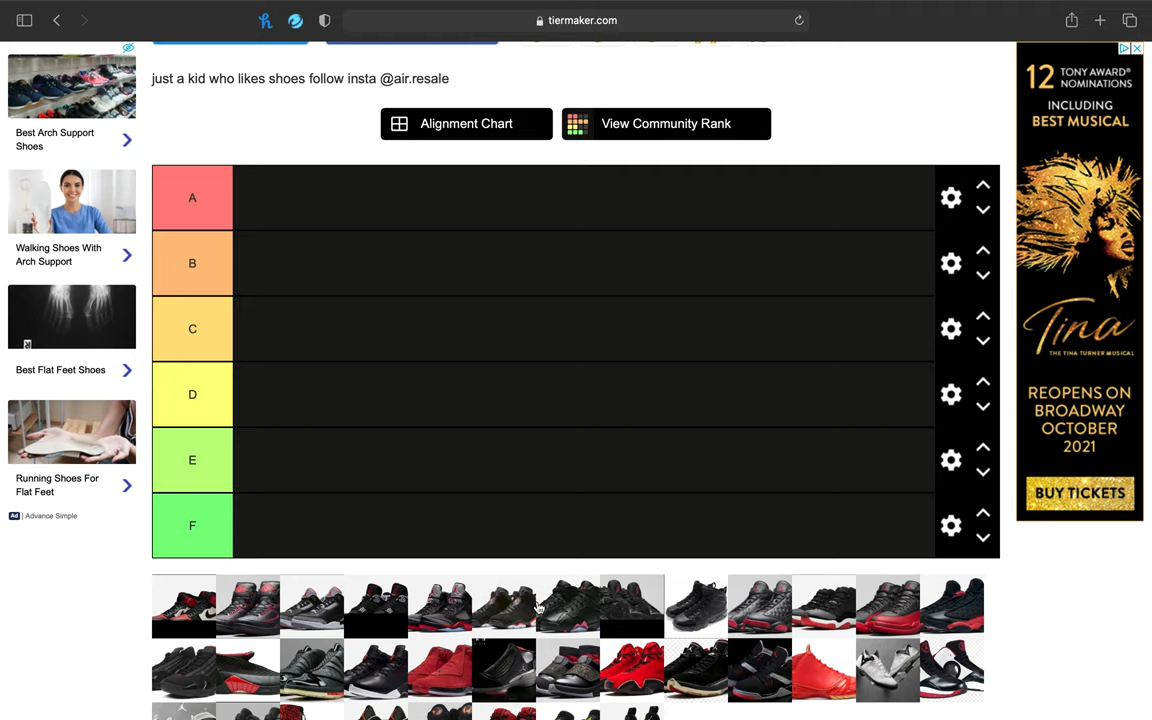 tiermaker.com
just a kid who likes shoes follow insta @air.resale
Alignment Chart
View Community Rank
A
B
C
D
E
F
Best Arch Support
Shoes
Walking Shoes With
Arch Support
Best Flat Feet Shoes
Running Shoes For
Flat Feet
Ad | Advance Simple
12 TONY AWARD®
NOMINATIONS
INCLUDING
BEST MUSICAL
Tina
THE TINA TURNER MUSICAL
REOPENS ON
BROADWAY
OCTOBER
2021
BUY TICKETS